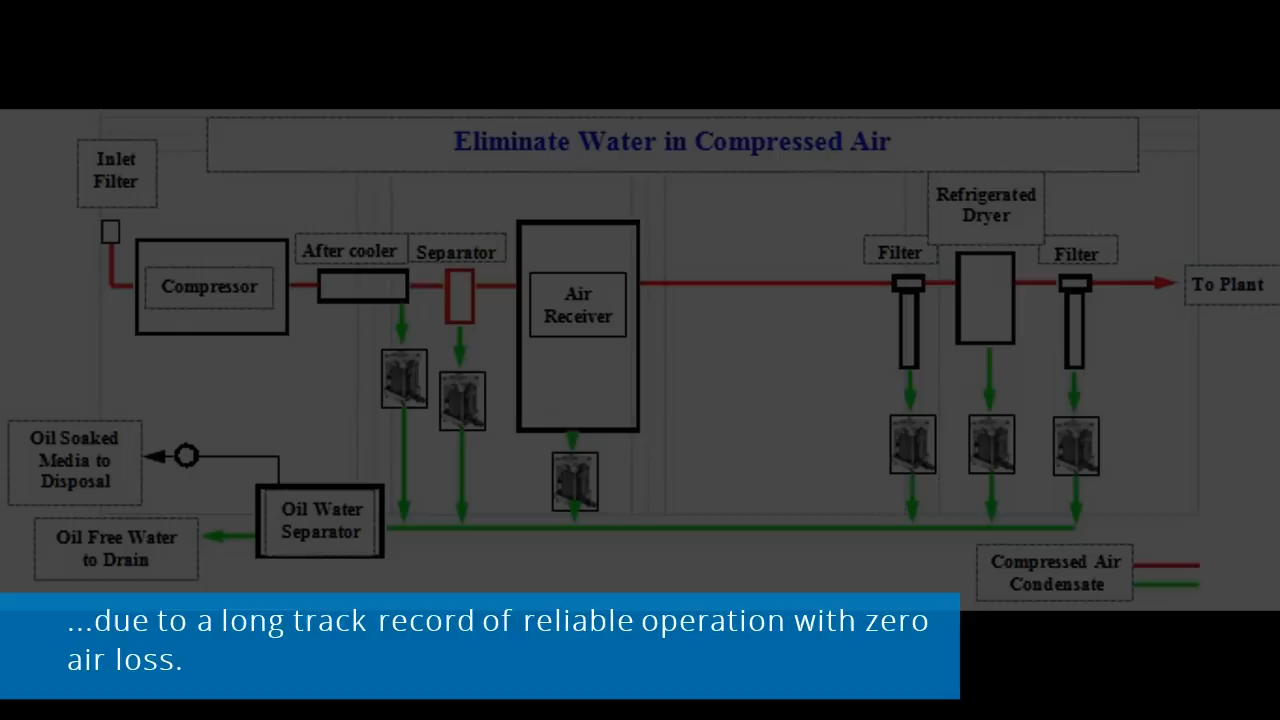 Eliminate Water in Compressed Air
Inlet
Filter
Refrigerated
Dryer
After cooler
Separator
Filter
Filter
Compressor
Air
Receiver
To Plant
Oil Soaked
Media to
Disposal
Oil Water
Separator
Oil Free Water
to Drain
Compressed Air
Condensate
...due to a long track record of reliable operation with zero
air loss.